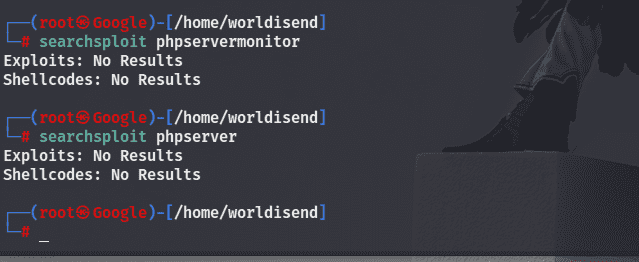 ┌──(root㉿Google)-[/home/worldisend]
└─# searchsploit phpservermonitor
Exploits: No Results
Shellcodes: No Results
┌──(root㉿Google)-[/home/worldisend]
└─# searchsploit phpserver
Exploits: No Results
Shellcodes: No Results
┌──(root㉿Google)-[/home/worldisend]
└─# _